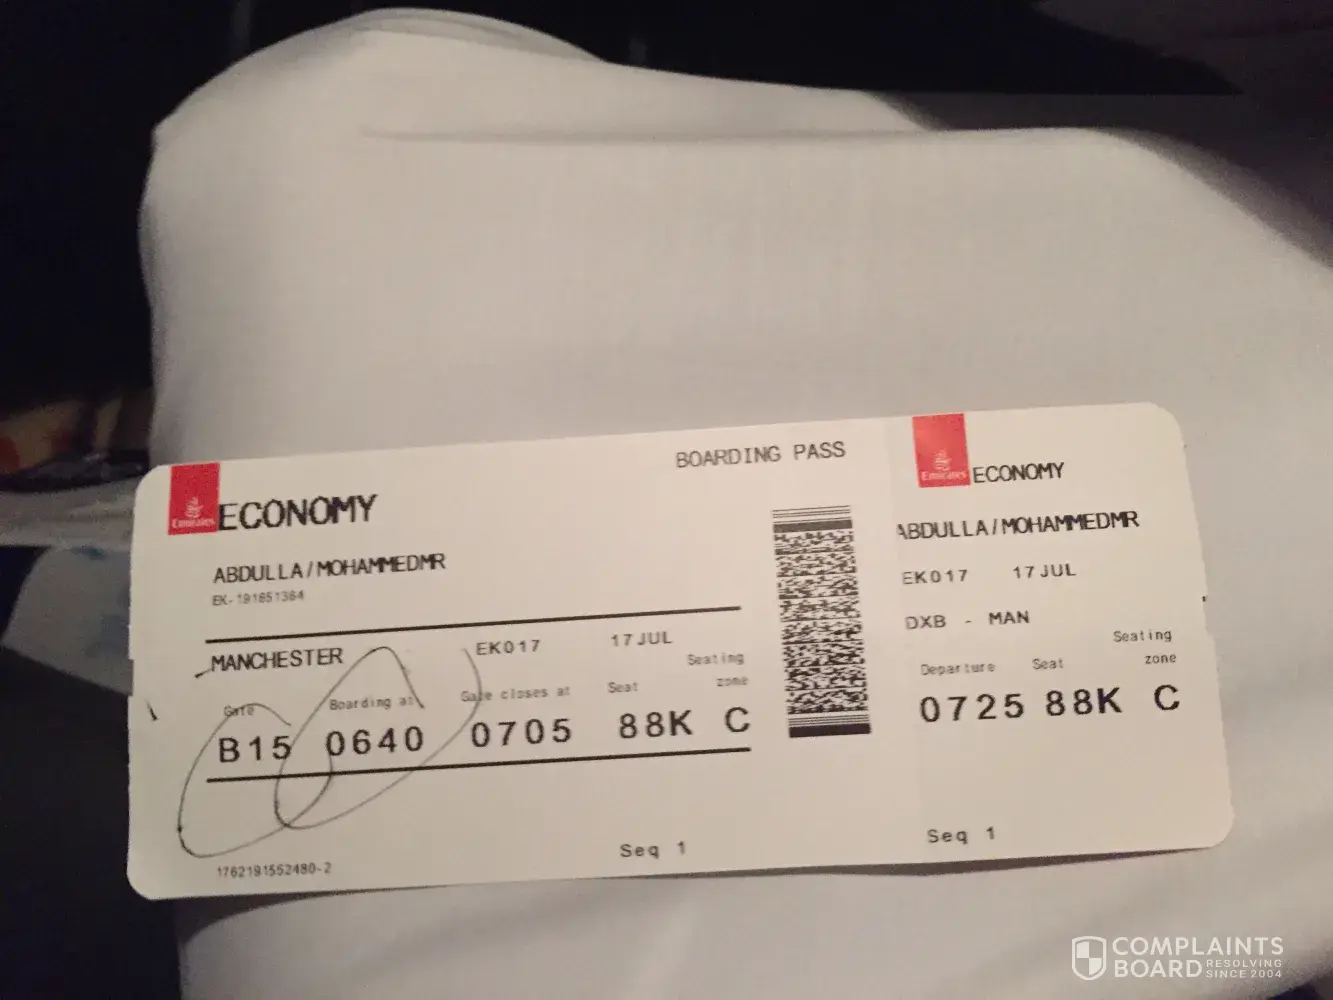 BOARDING PASS
Emirates ECONOMY
ABDULLA/MOHAMMEDMR
EK-191651364
MANCHESTER EK017 17JUL
Gate Boarding at Gate closes at Seat Seating zone
B15 0640 0705 88K C
Seq 1
1762191552480-2
Emirates ECONOMY
ABDULLA/MOHAMMEDMR
EK017 17JUL
DXB - MAN
Departure Seat Seating zone
0725 88K C
Seq 1
COMPLAINTS
BOARD RESOLVING
SINCE 2004